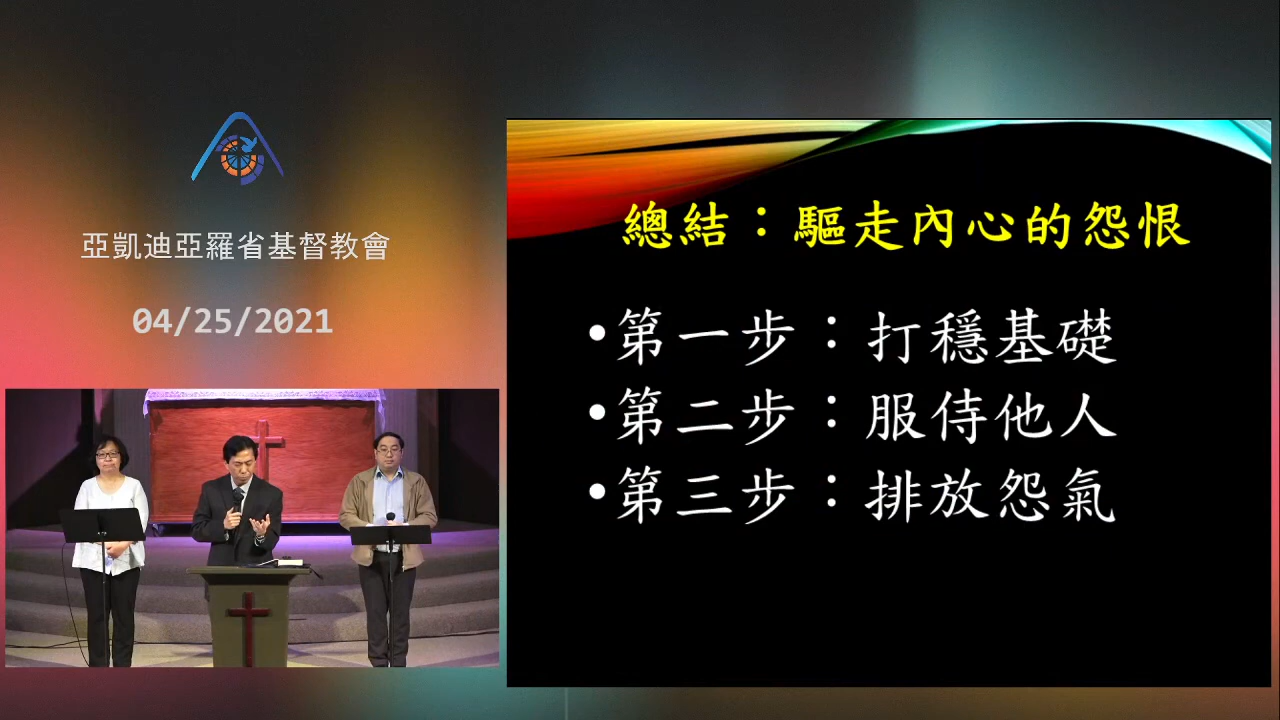 亞凱迪亞羅省基督教會
04/25/2021
總結：驅走內心的怨恨
•第一步：打穩基礎
•第二步：服侍他人
•第三步：排放怨氣